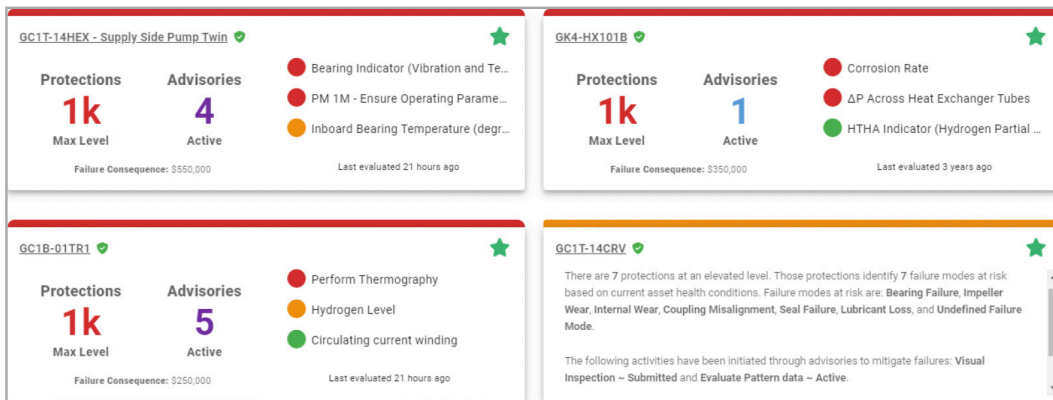 GC1T-14HEX - Supply Side Pump Twin
Protections
1k
Max Level
Advisories
4
Active
Failure Consequence: $550,000
Bearing Indicator (Vibration and Te...
PM 1M - Ensure Operating Parame...
Inboard Bearing Temperature (degr...
Last evaluated 21 hours ago
GK4-HX101B
Protections
1k
Max Level
Advisories
1
Active
Failure Consequence: $350,000
Corrosion Rate
ΔP Across Heat Exchanger Tubes
HTHA Indicator (Hydrogen Partial ...
Last evaluated 3 years ago
GC1B-01TR1
Protections
1k
Max Level
Advisories
5
Active
Failure Consequence: $250,000
Perform Thermography
Hydrogen Level
Circulating current winding
Last evaluated 21 hours ago
GC1T-14CRV
There are 7 protections at an elevated level. Those protections identify 7 failure modes at risk
based on current asset health conditions. Failure modes at risk are: Bearing Failure, Impeller
Wear, Internal Wear, Coupling Misalignment, Seal Failure, Lubricant Loss, and Undefined Failure
Mode.
The following activities have been initiated through advisories to mitigate failures: Visual
Inspection ~ Submitted and Evaluate Pattern data ~ Active.